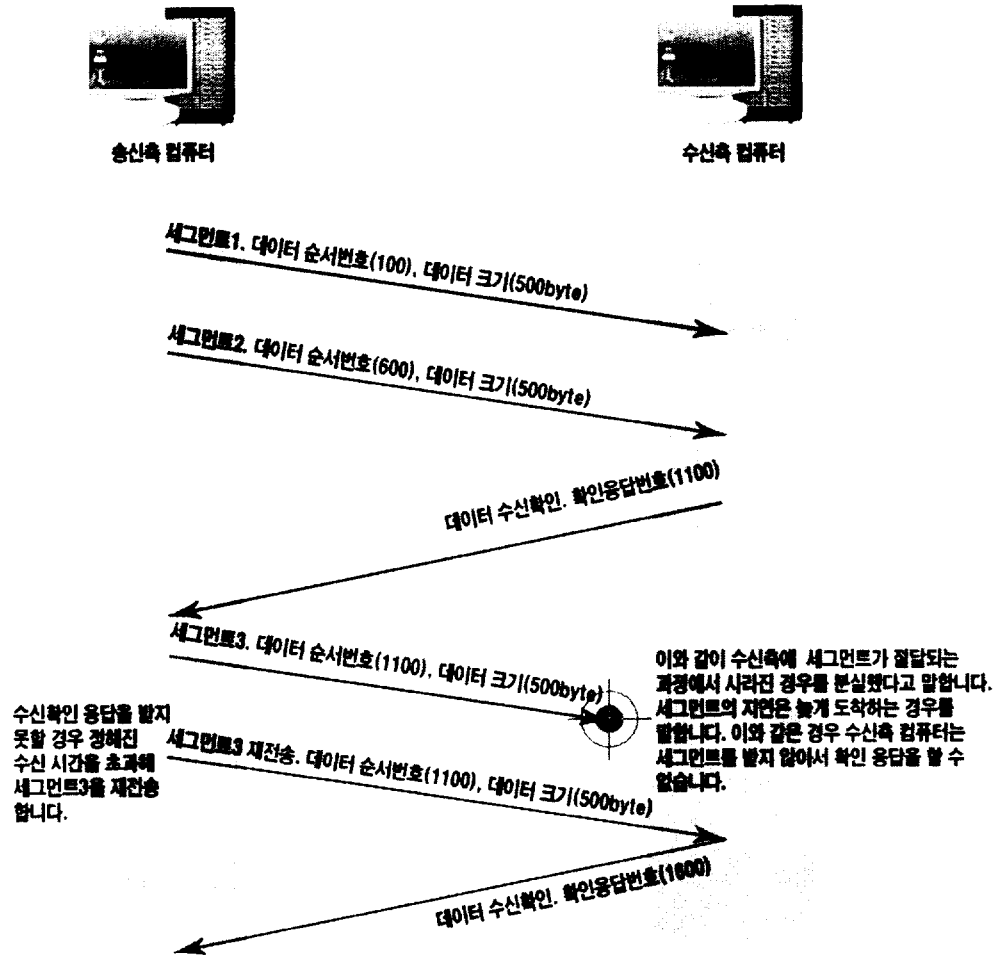 송신측 컴퓨터
수신측 컴퓨터
세그먼트1. 데이터 순서번호(100), 데이터 크기(500byte)
세그먼트2. 데이터 순서번호(600), 데이터 크기(500byte)
데이터 수신확인. 확인응답번호(1100)
세그먼트3. 데이터 순서번호(1100), 데이터 크기(500byte)
이와 같이 수신측에 세그먼트가 전달되는
과정에서 사라진 경우를 분실했다고 말합니다.
세그먼트의 지연은 늦게 도착하는 경우를
말합니다. 이와 같은 경우 수신측 컴퓨터는
세그먼트를 받지 않아서 확인 응답을 할 수
없습니다.
수신확인 응답을 받지
못할 경우 정해진
수신 시간을 초과해
세그먼트3을 재전송
합니다.
세그먼트3 재전송. 데이터 순서번호(1100), 데이터 크기(500byte)
데이터 수신확인. 확인응답번호(1600)